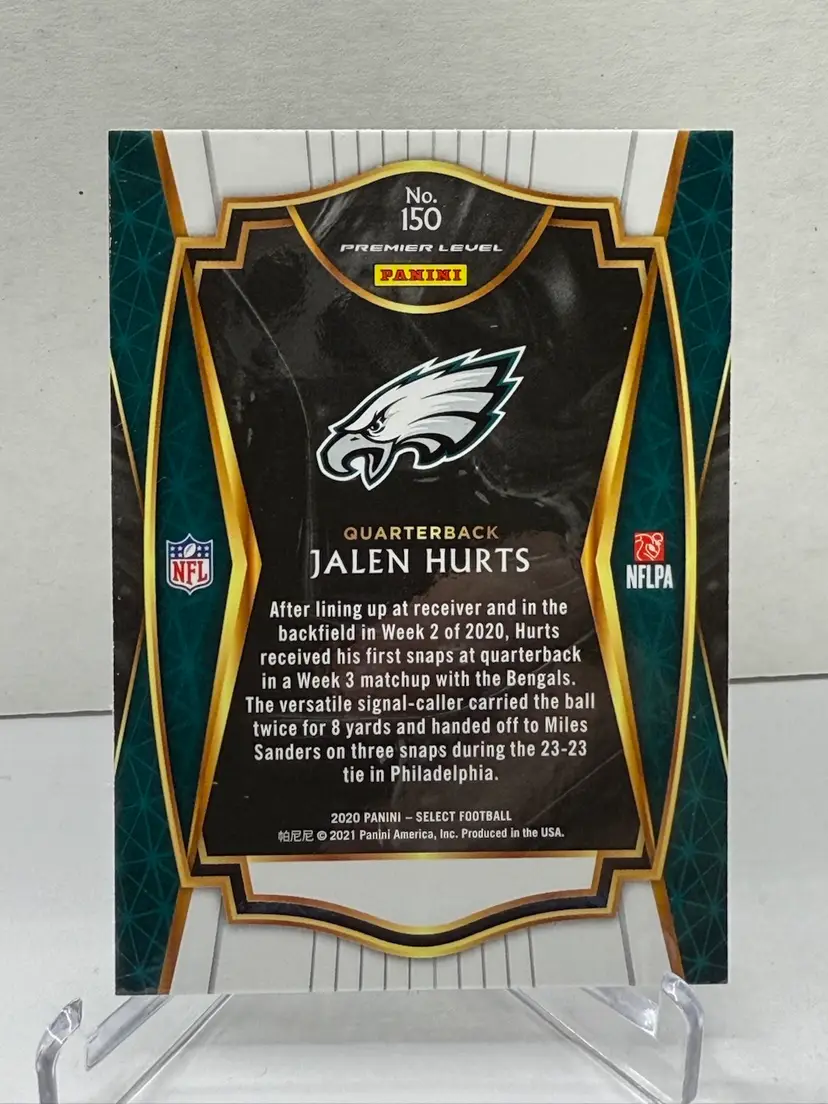 No.
150
PREMIER LEVEL
PANINI
QUARTERBACK
JALEN HURTS
NFL
NFLPA
After lining up at receiver and in the
backfield in Week 2 of 2020, Hurts
received his first snaps at quarterback
in a Week 3 matchup with the Bengals.
The versatile signal-caller carried the ball
twice for 8 yards and handed off to Miles
Sanders on three snaps during the 23-23
tie in Philadelphia.
2020 PANINI – SELECT FOOTBALL
帕尼尼 © 2021 Panini America, Inc. Produced in the USA.